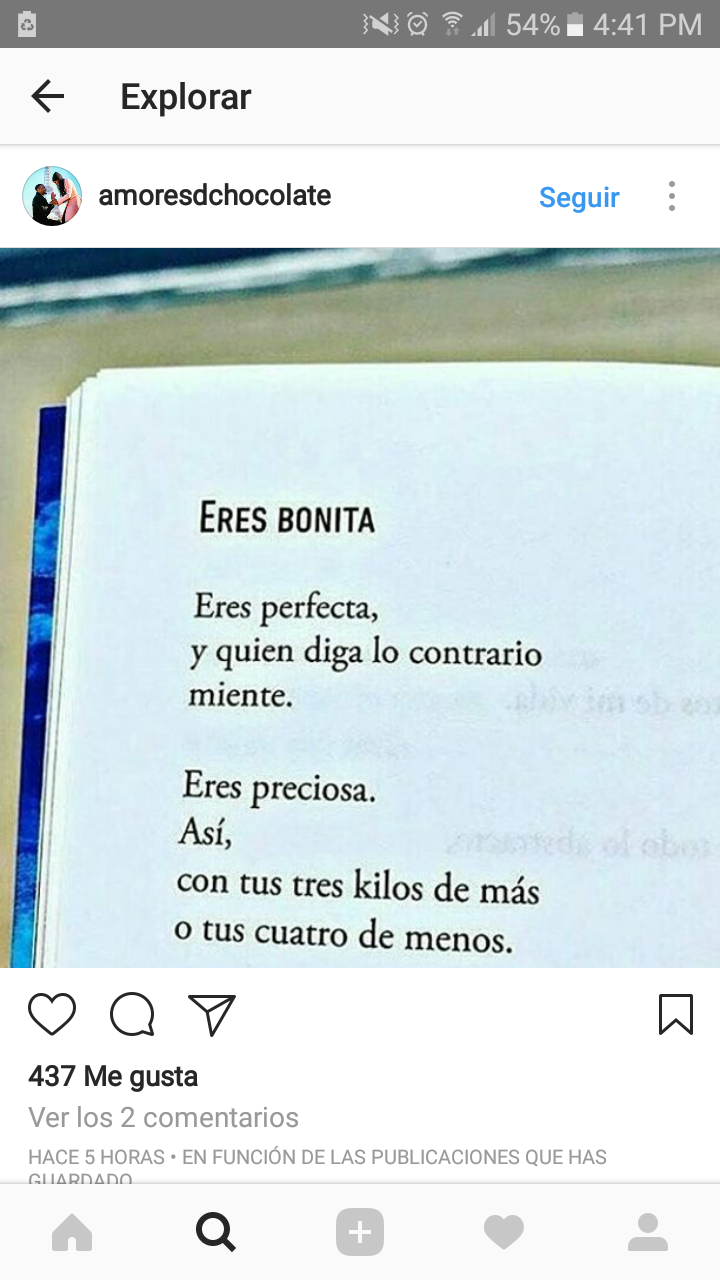 54% 4:41 PM
Explorar
amoresdchocolate Seguir
ERES BONITA
Eres perfecta,
y quien diga lo contrario
miente.
Eres preciosa.
Así,
con tus tres kilos de más
o tus cuatro de menos.
437 Me gusta
Ver los 2 comentarios
HACE 5 HORAS • EN FUNCIÓN DE LAS PUBLICACIONES QUE HAS
GUARDADO